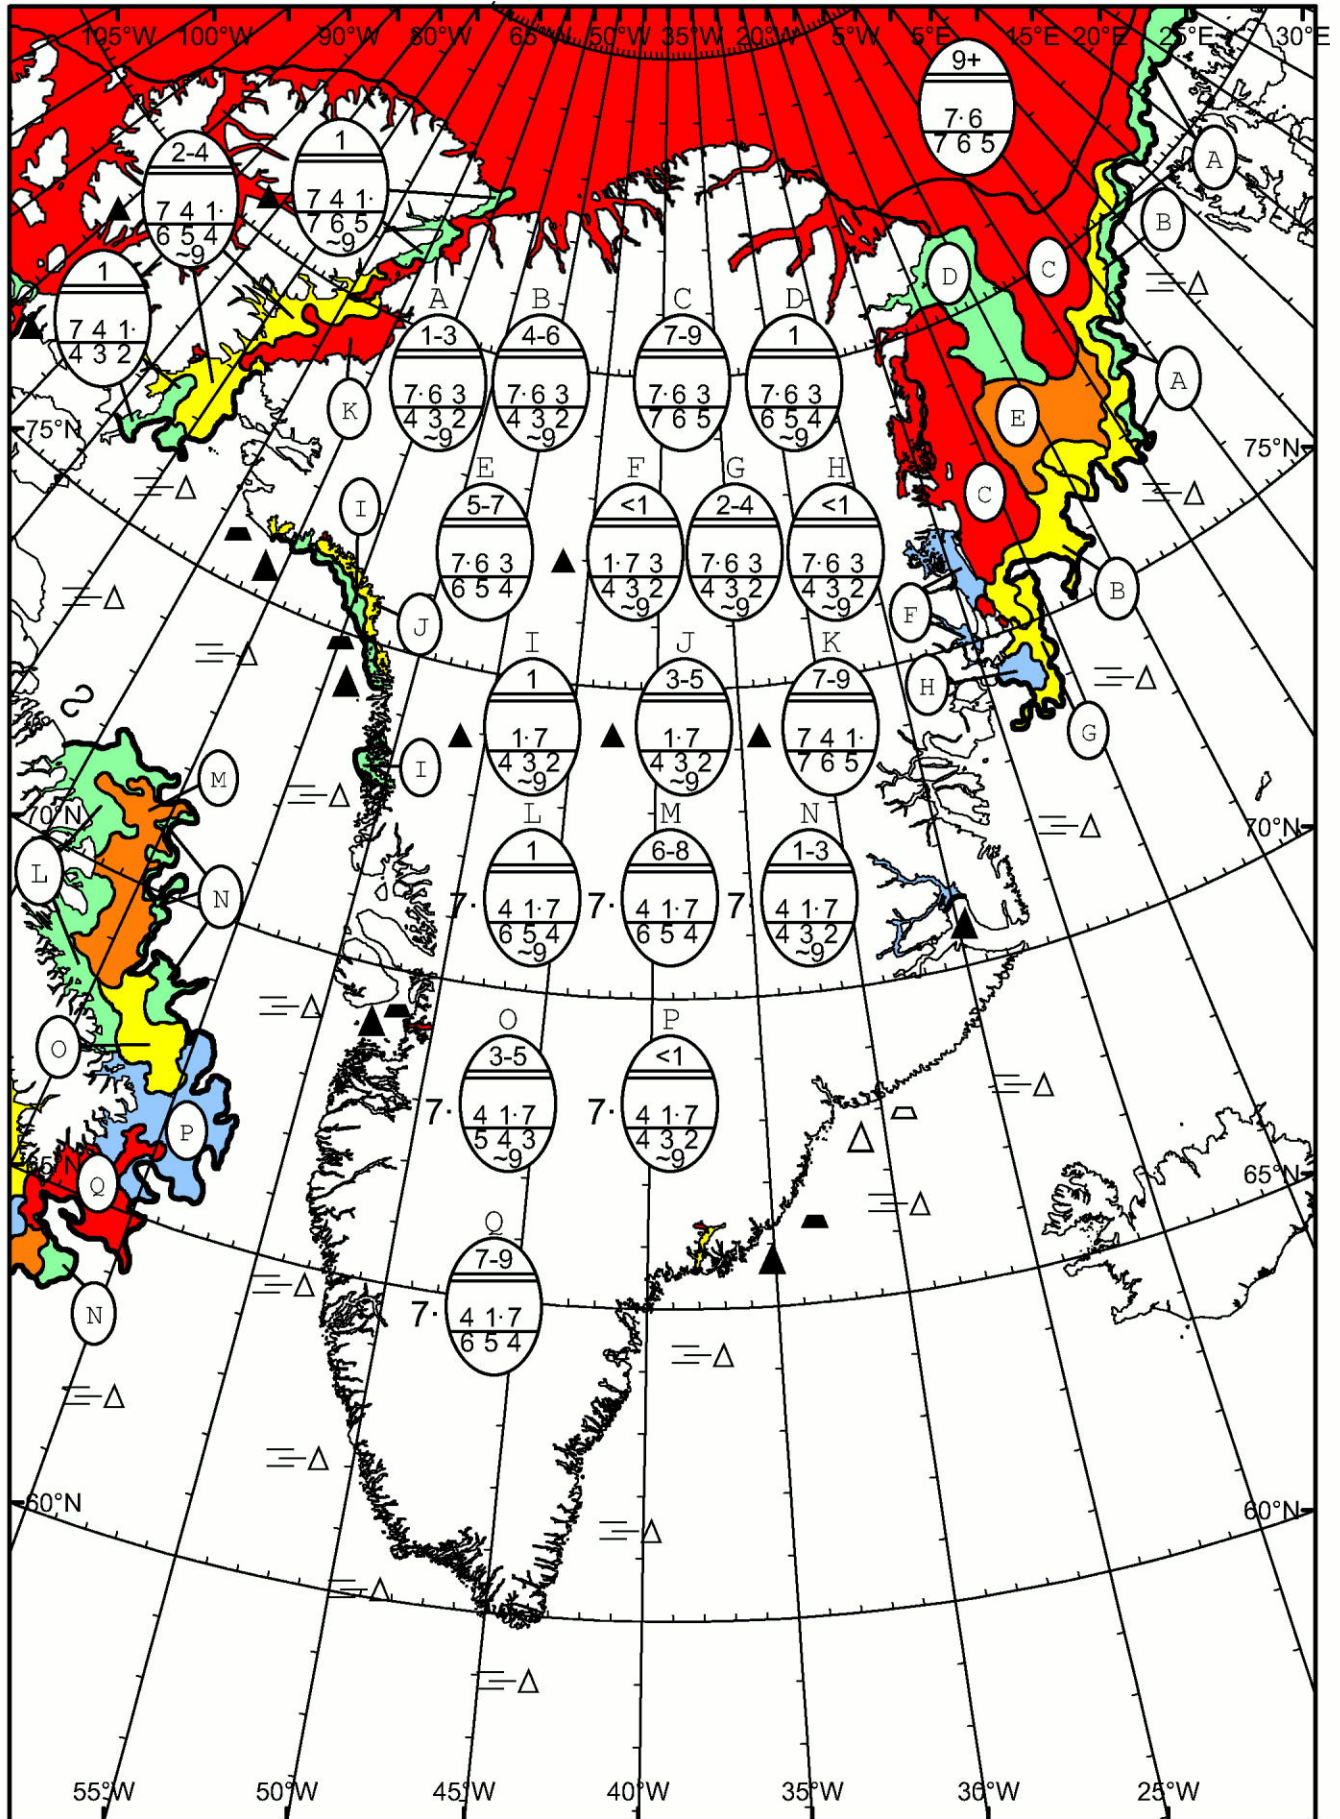 105°W 100°W 90°W 80°W 65°W 50°W 35°W 20°W 5°W 5°E 15°E 20°E 25°E 30°E
9+
7· 6
7 6 5
2-4
7 4 1·
6 5 4
~9
1
7 4 1·
7 6 5
~9
1
7 4 1·
4 3 2
A
B
D
C
A
E
C
B
K
75°N
75°N
A B C D
1-3 4-6 7-9 1
7· 6 3 7· 6 3 7· 6 3 7· 6 3
4 3 2 4 3 2 7 6 5 6 5 4
~9 ~9 ~9
E F G H
5-7 <1 2-4 <1
7· 6 3 1· 7 3 7· 6 3 7· 6 3
6 5 4 4 3 2 4 3 2 4 3 2
~9 ~9 ~9
I
J
F
H
G
I J K
1 3-5 7-9
1· 7 1· 7 7 4 1·
4 3 2 4 3 2 7 6 5
~9 ~9
I
M
70°N
70°N
L
N
L M N
1 6-8 1-3
7· 4 1· 7 7· 4 1· 7 7· 4 1· 7
6 5 4 6 5 4 4 3 2
~9 ~9
O
P
O P
3-5 <1
7· 4 1· 7 7· 4 1· 7
5 4 3 4 3 2
~9 ~9
65°N
65°N
Q
Q
7-9
7· 4 1· 7
6 5 4
N
60°N
60°N
55°W 50°W 45°W 40°W 35°W 30°W 25°W